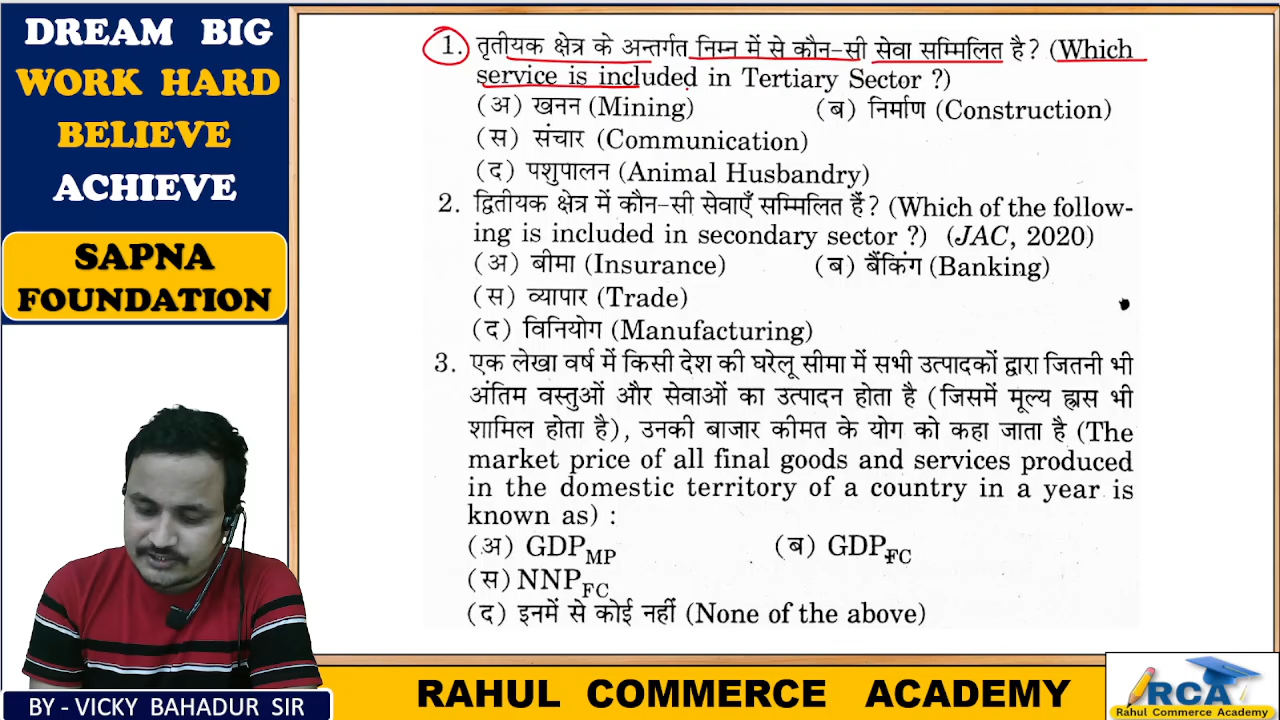 DREAM BIG
WORK HARD
BELIEVE
ACHIEVE
SAPNA
FOUNDATION
1. तृतीयक क्षेत्र के अन्तर्गत निम्न में से कौन-सी सेवा सम्मिलित है? (Which
service is included in Tertiary Sector ?)
(अ) खनन (Mining) (ब) निर्माण (Construction)
(स) संचार (Communication)
(द) पशुपालन (Animal Husbandry)
2. द्वितीयक क्षेत्र में कौन-सी सेवाएँ सम्मिलित हैं? (Which of the follow-
ing is included in secondary sector ?) (JAC, 2020)
(अ) बीमा (Insurance) (ब) बैंकिंग (Banking)
(स) व्यापार (Trade)
(द) विनियोग (Manufacturing)
3. एक लेखा वर्ष में किसी देश की घरेलू सीमा में सभी उत्पादकों द्वारा जितनी भी
अंतिम वस्तुओं और सेवाओं का उत्पादन होता है (जिसमें मूल्य ह्रास भी
शामिल होता है), उनकी बाजार कीमत के योग को कहा जाता है (The
market price of all final goods and services produced
in the domestic territory of a country in a year is
known as) :
(अ) GDPMP (ब) GDPFC
(स) NNPFC
(द) इनमें से कोई नहीं (None of the above)
BY - VICKY BAHADUR SIR
RAHUL COMMERCE ACADEMY
RCA
Rahul Commerce Academy